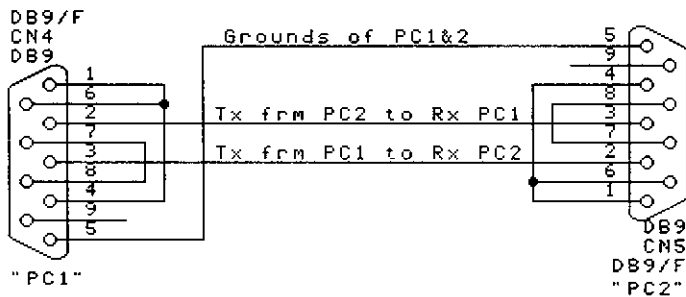 DB9/F
CN4
DB9
1
6
2
7
3
8
4
9
5
"PC1"
Grounds of PC1&2
Tx frm PC2 to Rx PC1
Tx frm PC1 to Rx PC2
5
9
4
8
3
7
2
6
1
DB9
CN5
DB9/F
"PC2"